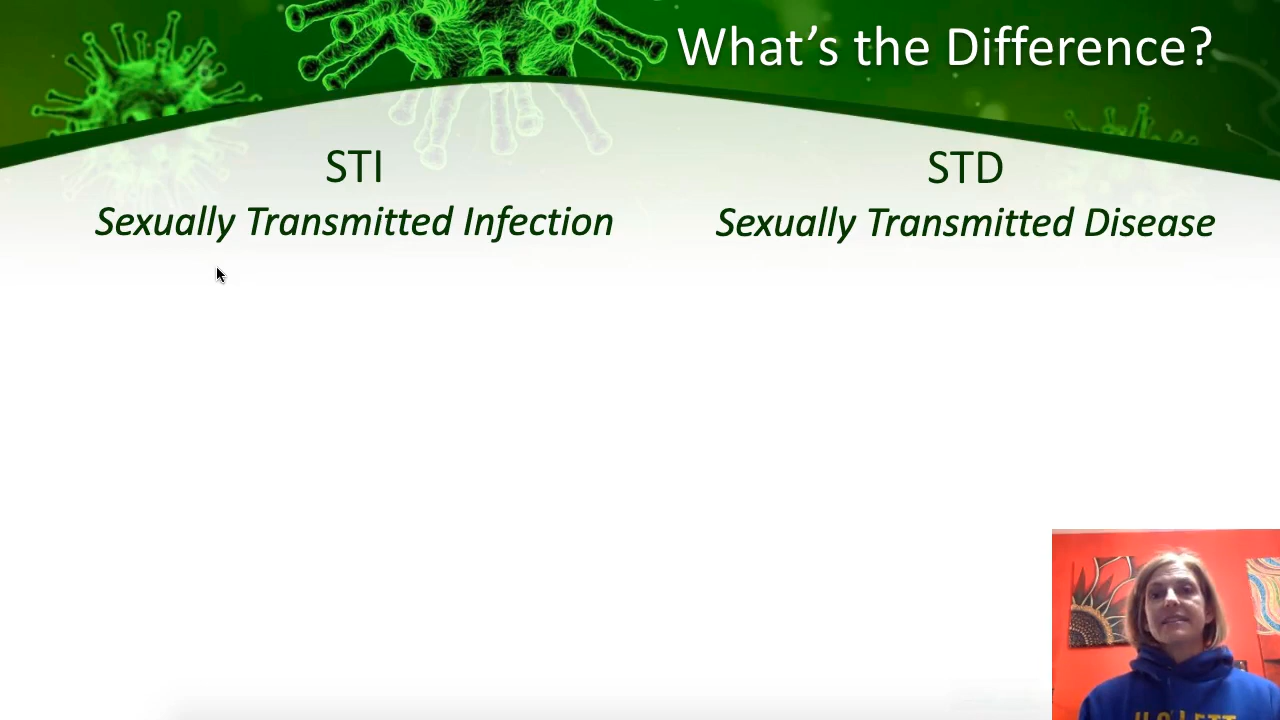 What's the Difference?
STI
Sexually Transmitted Infection
STD
Sexually Transmitted Disease